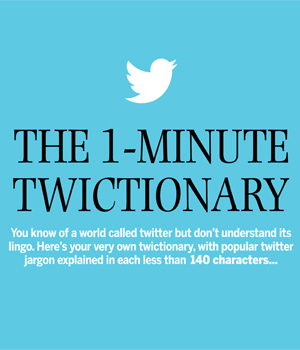 THE 1-MINUTE
TWICTIONARY
You know of a world called twitter but don't understand its
lingo. Here's your very own twictionary, with popular twitter
jargon explained in each less than 140 characters...